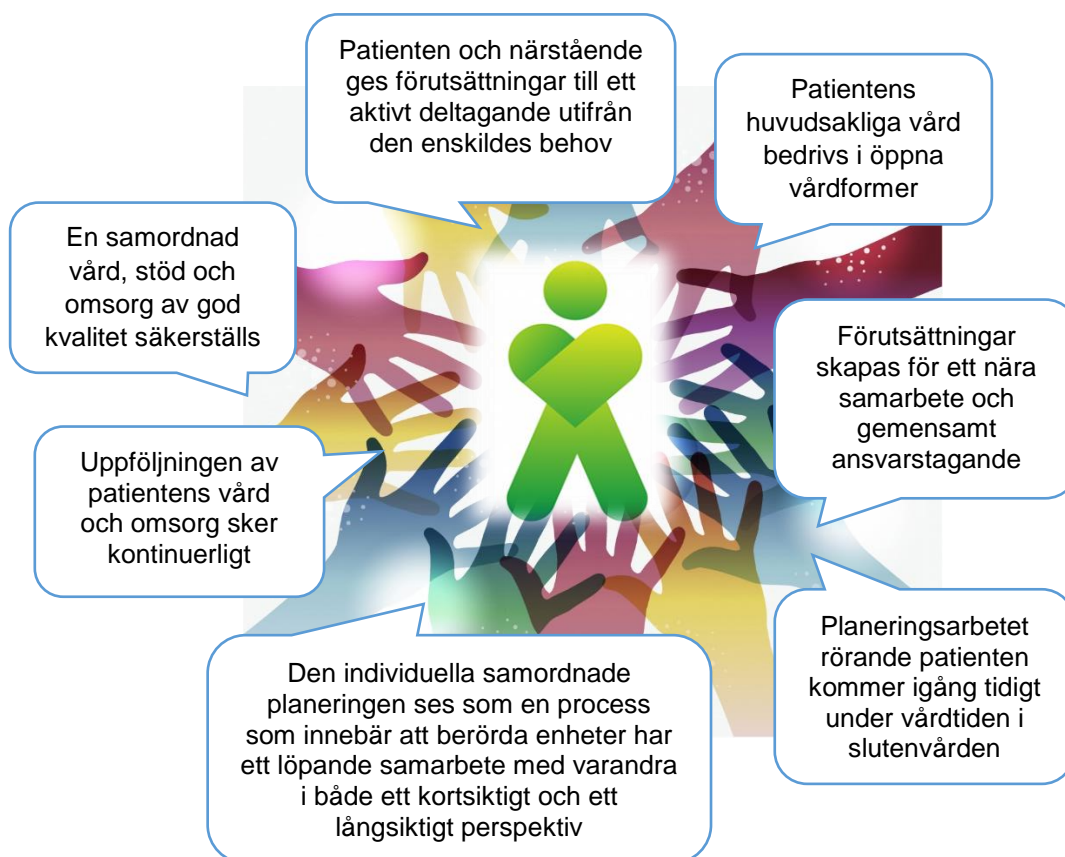 Patienten och närstående
ges förutsättningar till ett
aktivt deltagande utifrån
den enskildes behov
Patientens
huvudsakliga vård
bedrivs i öppna
vårdformer
En samordnad
vård, stöd och
omsorg av god
kvalitet säkerställs
Förutsättningar
skapas för ett nära
samarbete och
gemensamt
ansvarstagande
Uppföljningen av
patientens vård
och omsorg sker
kontinuerligt
Planeringsarbetet
rörande patienten
kommer igång tidigt
under vårdtiden i
slutenvården
Den individuella samordnade
planeringen ses som en process
som innebär att berörda enheter har
ett löpande samarbete med varandra
i både ett kortsiktigt och ett
långsiktigt perspektiv